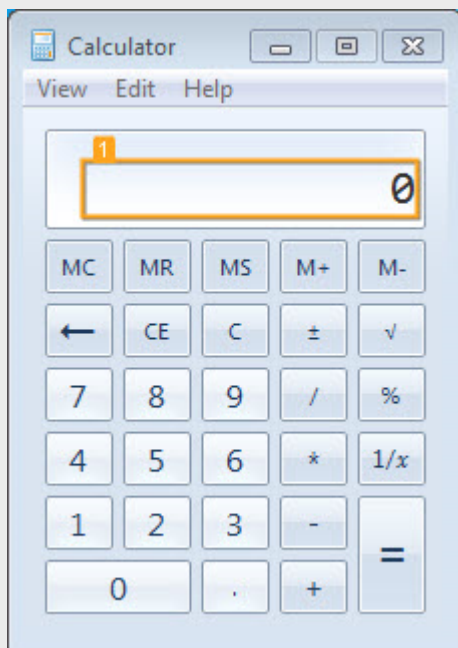 Calculator
View Edit Help
1
0
MC MR MS M+ M-
← CE C ± √
7 8 9 / %
4 5 6 * 1/x
1 2 3 - =
0 . +